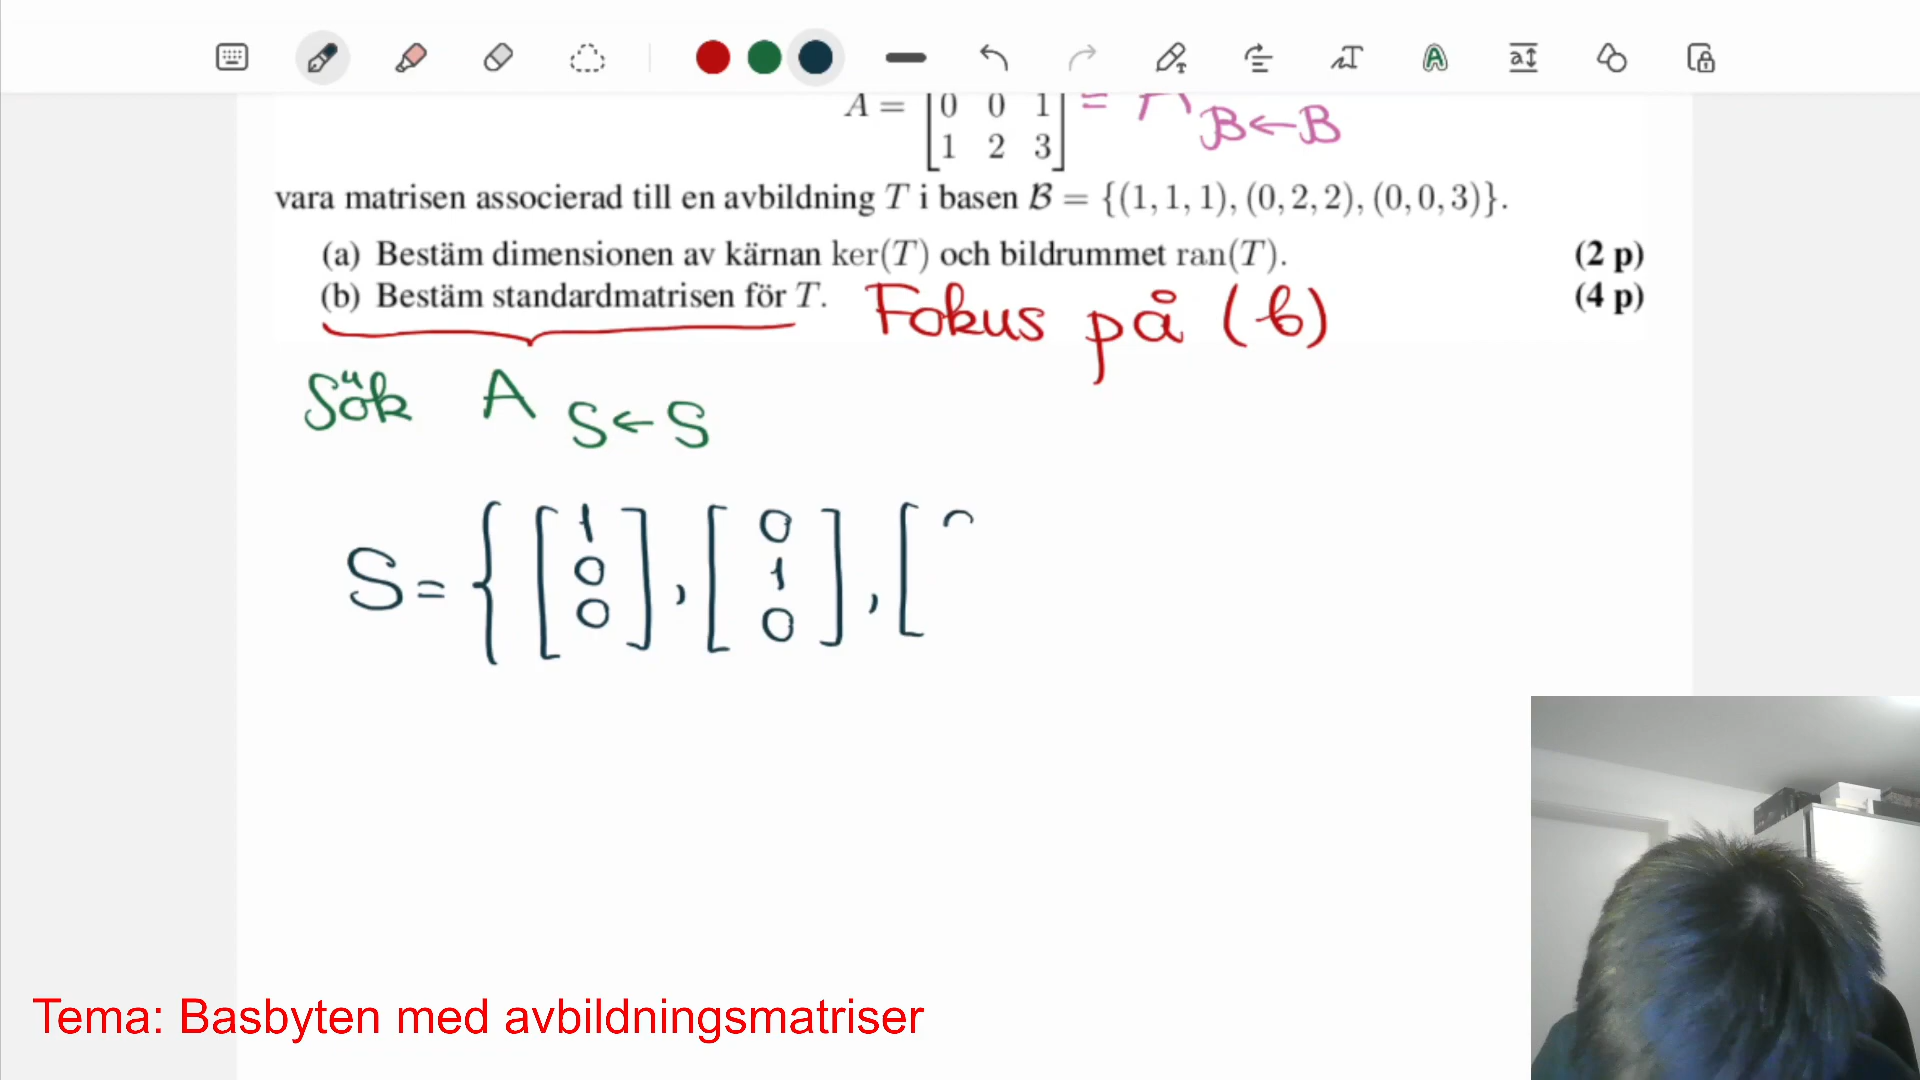 A = [0 0 1] = A B←B
[1 2 3]
vara matrisen associerad till en avbildning T i basen B = {(1, 1, 1), (0, 2, 2), (0, 0, 3)}.
(a) Bestäm dimensionen av kärnan ker(T) och bildrummet ran(T). (2 p)
(b) Bestäm standardmatrisen för T. (4 p)
Fokus på (b)
Sök A S←S
S = { [1 0 0], [0 1 0], [
Tema: Basbyten med avbildningsmatriser